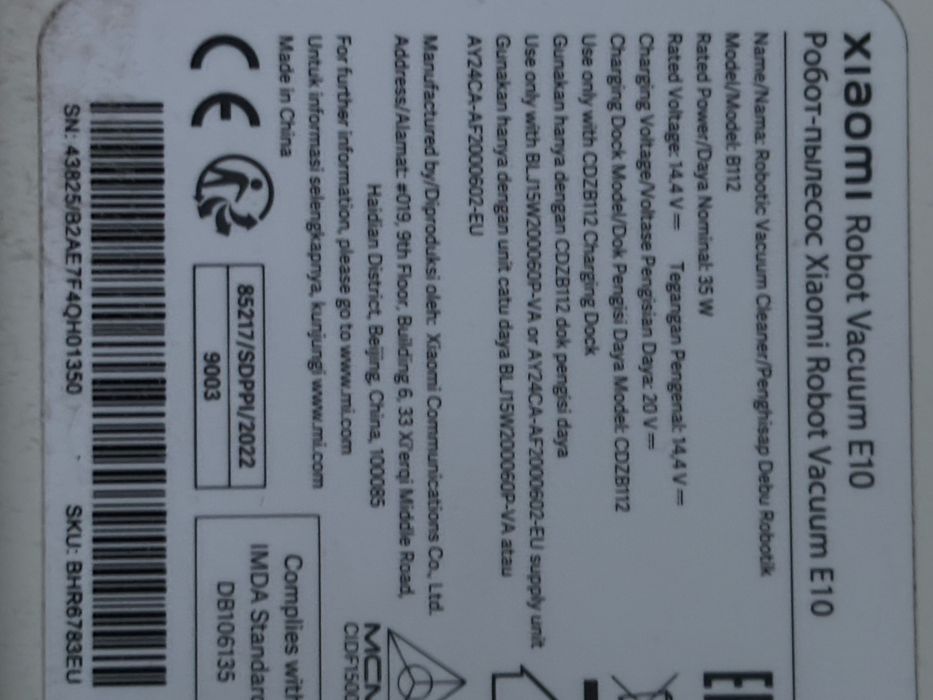 xiaomi Robot Vacuum E10
Робот-пылесос Xiaomi Robot Vacuum E10
Name/Nama: Robotic Vacuum Cleaner/Penghisap Debu Robotik
Model/Model: B112
Rated Power/Daya Nominal: 35 W
Rated Voltage: 14.4 V⎓ Tegangan Pengenal: 14,4 V⎓
Charging Voltage/Voltase Pengisian Daya: 20 V⎓
Charging Dock Model/Dok Pengisi Daya Model: CDZB112
Use only with CDZB112 Charging Dock
Gunakan hanya dengan CDZB112 dok pengisi daya
Use only with BLJ15W200060P-VA or AY24CA-AF2000602-EU supply unit
Gunakan hanya dengan unit catu daya BLJ15W200060P-VA atau
AY24CA-AF2000602-EU
Manufactured by/Diproduksi oleh: Xiaomi Communications Co., Ltd.
Address/Alamat: #019, 9th Floor, Building 6, 33 Xi'erqi Middle Road,
Haidian District, Beijing, China, 100085
For further information, please go to www.mi.com
Untuk informasi selengkapnya, kunjungi www.mi.com
Made in China
CE
85217/SDPPI/2022
9003
Complies with
IMDA Standard
DB106135
SN: 43825/B2AE7F4QH01350
SKU: BHR6783EU